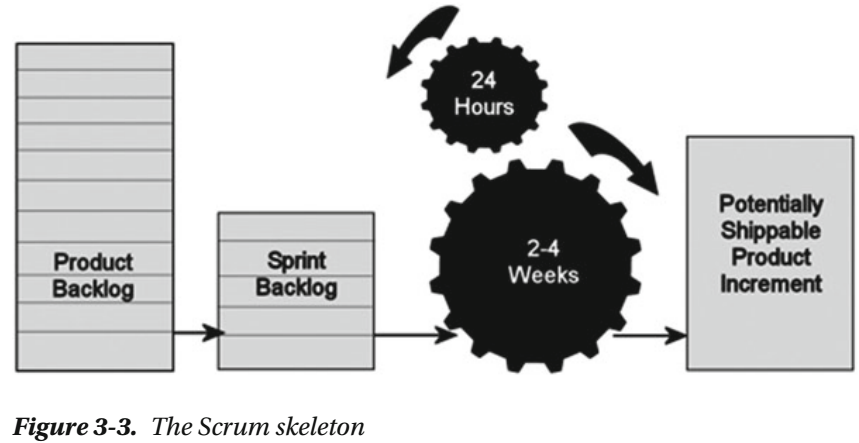 24
Hours
Product
Backlog
Sprint
Backlog
2-4
Weeks
Potentially
Shippable
Product
Increment
Figure 3-3. The Scrum skeleton